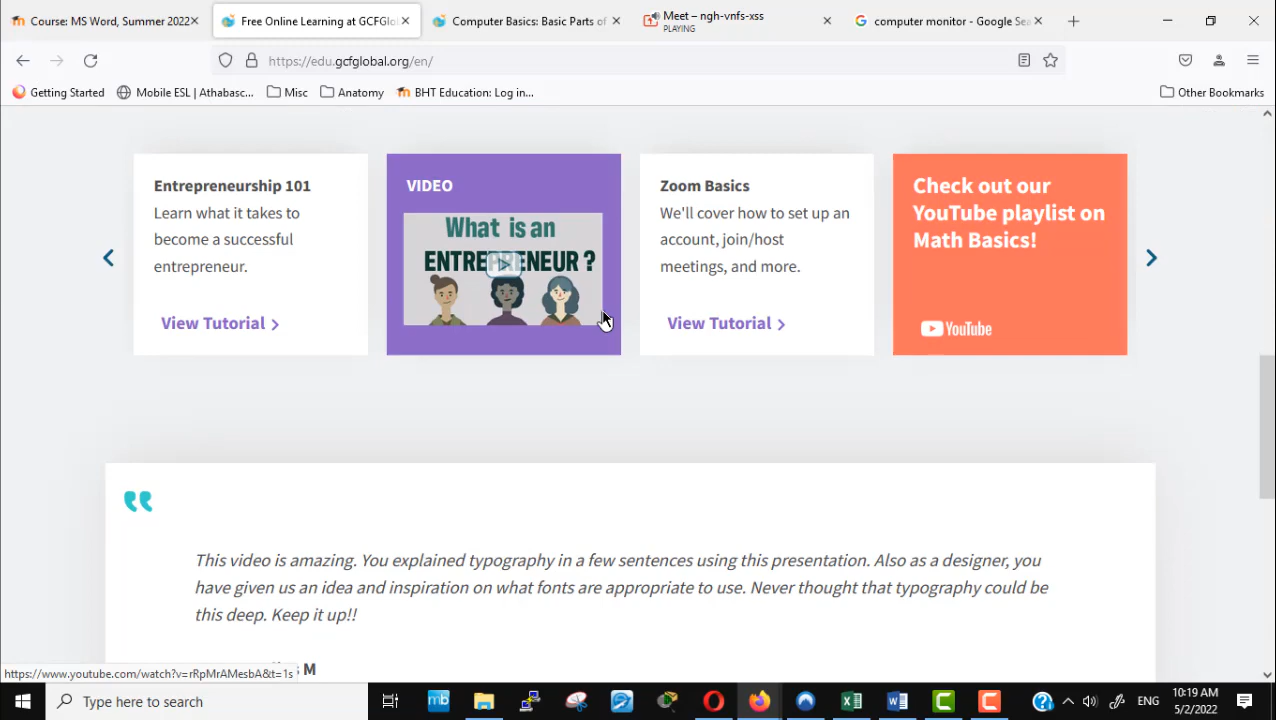 Course: MS Word, Summer 2022
Free Online Learning at GCFGlo
Computer Basics: Basic Parts of
Meet – ngh-vnfs-xss
PLAYING
computer monitor - Google Sea
https://edu.gcfglobal.org/en/
Getting Started
Mobile ESL | Athabasc...
Misc
Anatomy
BHT Education: Log in...
Other Bookmarks
Entrepreneurship 101
Learn what it takes to
become a successful
entrepreneur.
View Tutorial
VIDEO
What is an
ENTREPRENEUR?
Zoom Basics
We'll cover how to set up an
account, join/host
meetings, and more.
View Tutorial
Check out our
YouTube playlist on
Math Basics!
YouTube
This video is amazing. You explained typography in a few sentences using this presentation. Also as a designer, you
have given us an idea and inspiration on what fonts are appropriate to use. Never thought that typography could be
this deep. Keep it up!!
M
https://www.youtube.com/watch?v=rRpMrAMesbA&t=1s
Type here to search
mb
ENG
10:19 AM
5/2/2022